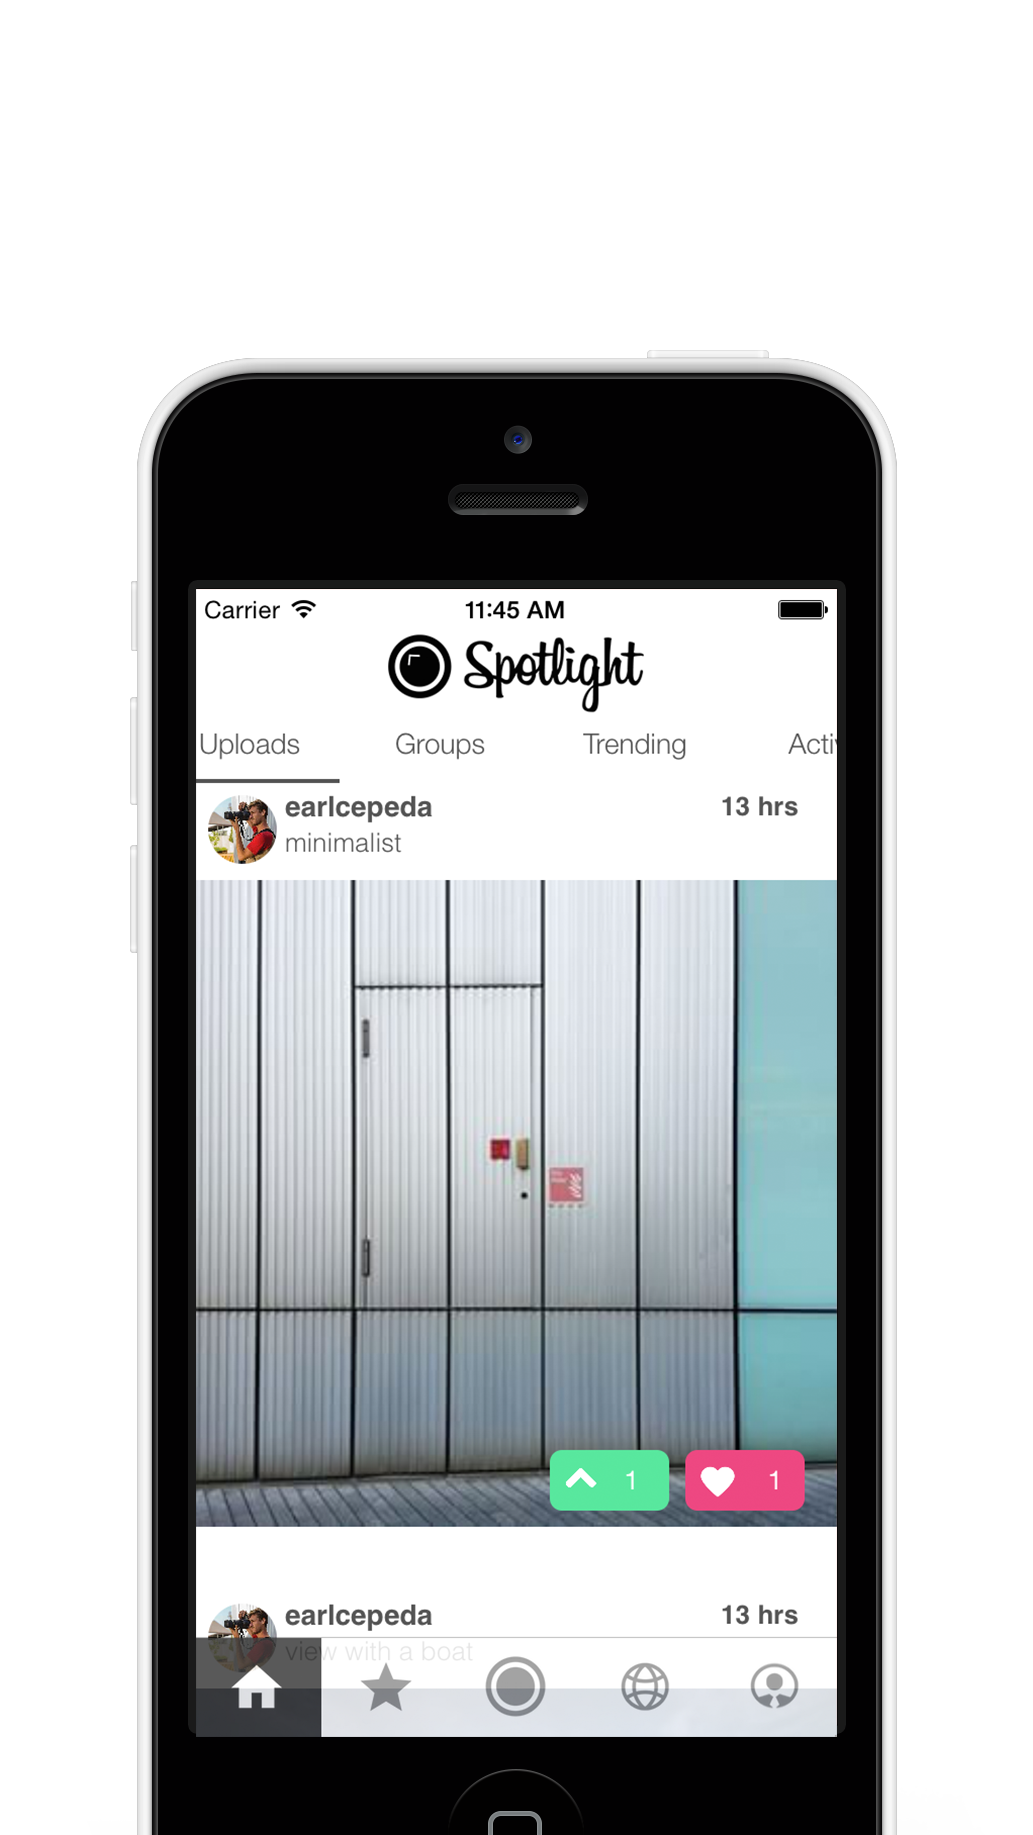 Carrier 11:45 AM
Spotlight
Uploads Groups Trending Activ
earlcepeda 13 hrs
minimalist
1 1
earlcepeda 13 hrs
view with a boat